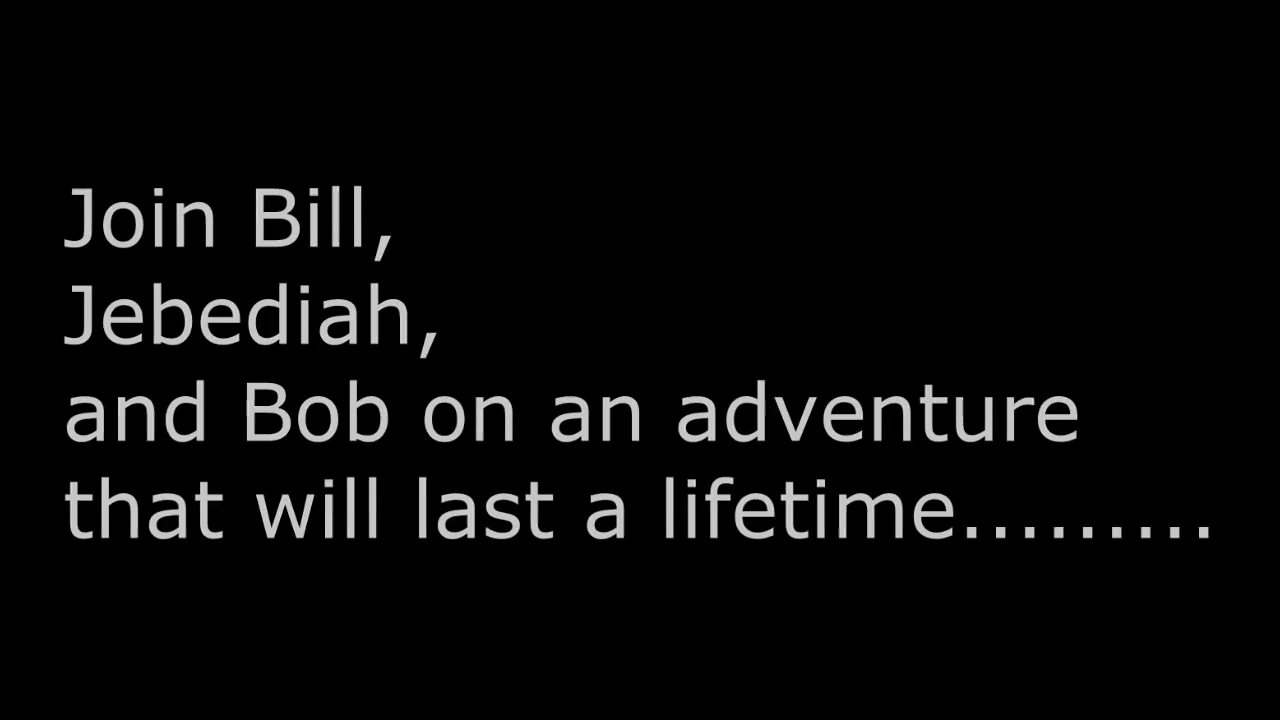 Join Bill,
Jebediah,
and Bob on an adventure
that will last a lifetime.........